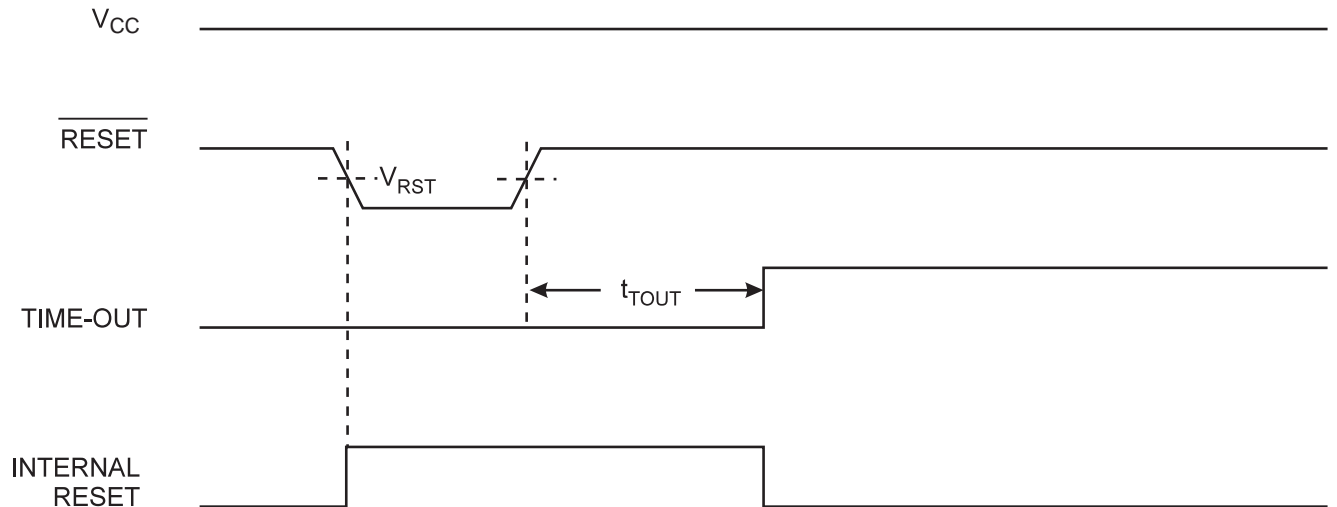 VCC
RESET
VRST
tTOUT
TIME-OUT
INTERNAL
RESET